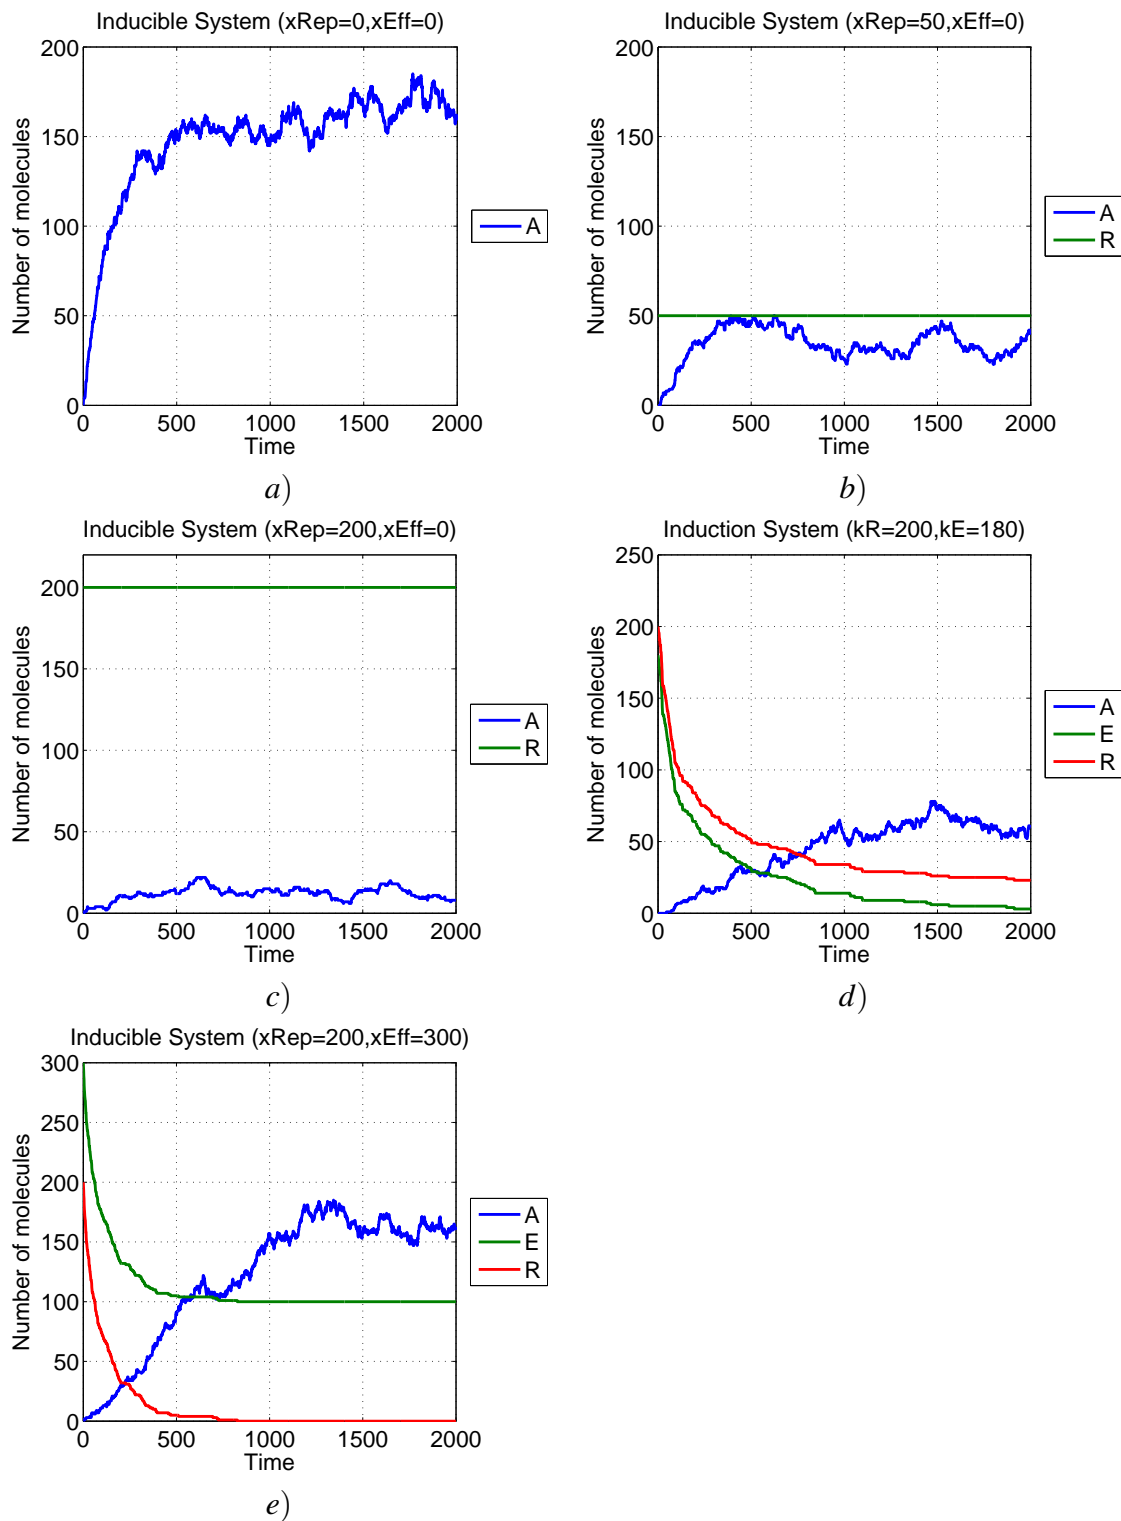 Inducible System (xRep=0,xEff=0)
Number of molecules
200
150
100
50
0
0 500 1000 1500 2000
Time
A
a)
Inducible System (xRep=50,xEff=0)
Number of molecules
200
150
100
50
0
0 500 1000 1500 2000
Time
A
R
b)
Inducible System (xRep=200,xEff=0)
Number of molecules
200
150
100
50
0
0 500 1000 1500 2000
Time
A
R
c)
Induction System (kR=200,kE=180)
Number of molecules
250
200
150
100
50
0
0 500 1000 1500 2000
Time
A
E
R
d)
Inducible System (xRep=200,xEff=300)
Number of molecules
300
250
200
150
100
50
0
0 500 1000 1500 2000
Time
A
E
R
e)